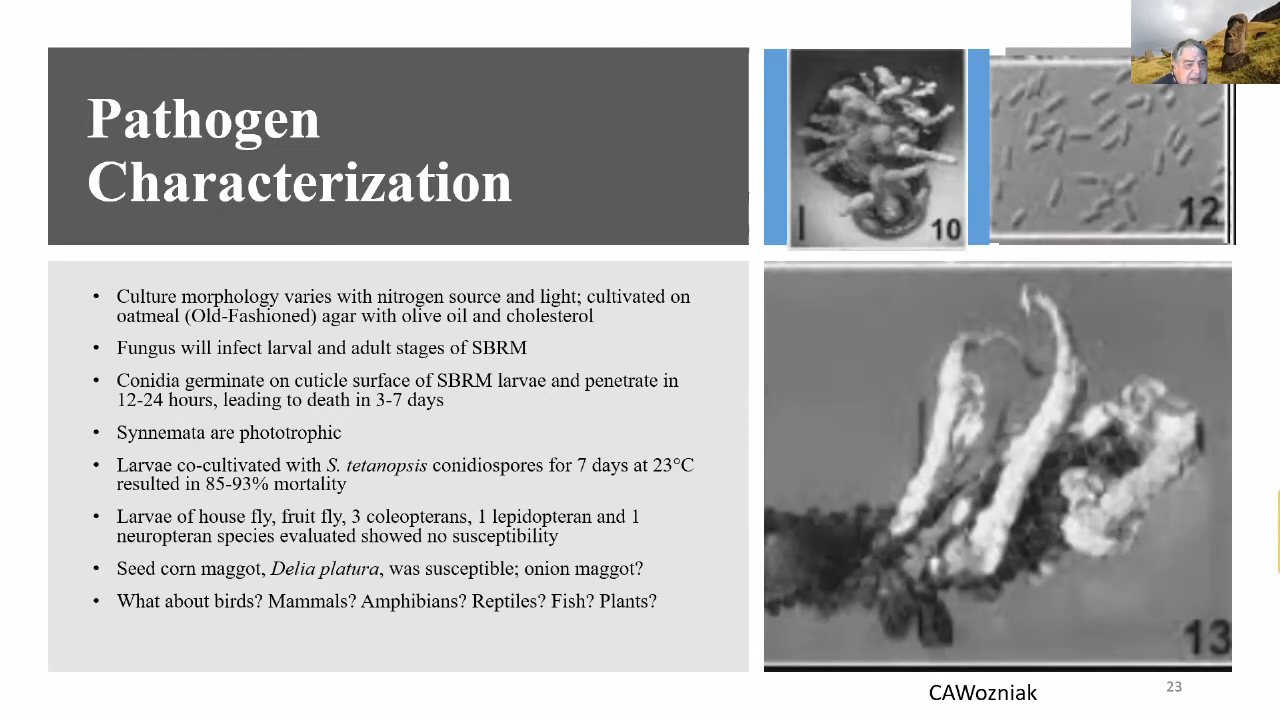 Pathogen
Characterization
10
12
• Culture morphology varies with nitrogen source and light; cultivated on
oatmeal (Old-Fashioned) agar with olive oil and cholesterol
• Fungus will infect larval and adult stages of SBRM
• Conidia germinate on cuticle surface of SBRM larvae and penetrate in
12-24 hours, leading to death in 3-7 days
• Synnemata are phototrophic
• Larvae co-cultivated with S. tetanopsis conidiospores for 7 days at 23°C
resulted in 85-93% mortality
• Larvae of house fly, fruit fly, 3 coleopterans, 1 lepidopteran and 1
neuropteran species evaluated showed no susceptibility
• Seed corn maggot, Delia platura, was susceptible; onion maggot?
• What about birds? Mammals? Amphibians? Reptiles? Fish? Plants?
13
CAWozniak
23